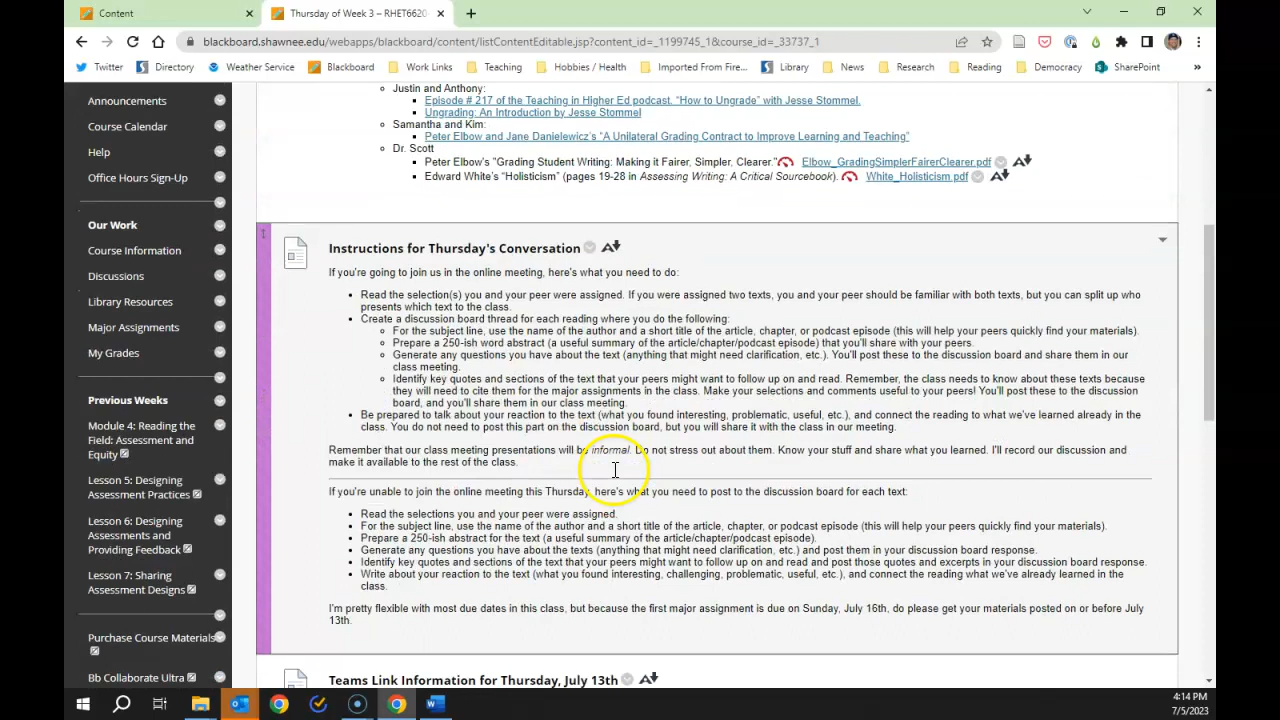 Content
Thursday of Week 3 – RHET6620-
blackboard.shawnee.edu/webapps/blackboard/content/listContentEditable.jsp?content_id=_1199745_1&course_id=_33737_1
Twitter Directory Weather Service Blackboard Work Links Teaching Hobbies / Health Imported From Fire... Library News Research Reading Democracy SharePoint »
Announcements
Course Calendar
Help
Office Hours Sign-Up
Our Work
Course Information
Discussions
Library Resources
Major Assignments
My Grades
Previous Weeks
Module 4: Reading the
Field: Assessment and
Equity
Lesson 5: Designing
Assessment Practices
Lesson 6: Designing
Assessments and
Providing Feedback
Lesson 7: Sharing
Assessment Designs
Purchase Course Materials
Bb Collaborate Ultra
Justin and Anthony:
Episode # 217 of the Teaching in Higher Ed podcast. "How to Ungrade" with Jesse Stommel.
Ungrading: An Introduction by Jesse Stommel
Samantha and Kim:
Peter Elbow and Jane Danielewicz's "A Unilateral Grading Contract to Improve Learning and Teaching"
Dr. Scott
Peter Elbow's "Grading Student Writing: Making it Fairer, Simpler, Clearer." Elbow_GradingSimplerFairerClearer.pdf
Edward White's "Holisticism" (pages 19-28 in Assessing Writing: A Critical Sourcebook). White_Holisticism.pdf
Instructions for Thursday's Conversation
If you're going to join us in the online meeting, here's what you need to do:
Read the selection(s) you and your peer were assigned. If you were assigned two texts, you and your peer should be familiar with both texts, but you can split up who
presents which text to the class.
Create a discussion board thread for each reading where you do the following:
For the subject line, use the name of the author and a short title of the article, chapter, or podcast episode (this will help your peers quickly find your materials).
Prepare a 250-ish word abstract (a useful summary of the article/chapter/podcast episode) that you'll share with your peers.
Generate any questions you have about the text (anything that might need clarification, etc.). You'll post these to the discussion board and share them in our
class meeting.
Identify key quotes and sections of the text that your peers might want to follow up on and read. Remember, the class needs to know about these texts because
they will need to cite them for the major assignments in the class. Make your selections and comments useful to your peers! You'll post these to the discussion
board, and you'll share them in our class meeting.
Be prepared to talk about your reaction to the text (what you found interesting, problematic, useful, etc.), and connect the reading to what we've learned already in the
class. You do not need to post this part on the discussion board, but you will share it with the class in our meeting.
Remember that our class meeting presentations will be informal. Do not stress out about them. Know your stuff and share what you learned. I'll record our discussion and
make it available to the rest of the class.
If you're unable to join the online meeting this Thursday, here's what you need to post to the discussion board for each text:
Read the selections you and your peer were assigned.
For the subject line, use the name of the author and a short title of the article, chapter, or podcast episode (this will help your peers quickly find your materials).
Prepare a 250-ish abstract for the text (a useful summary of the article/chapter/podcast episode).
Generate any questions you have about the texts (anything that might need clarification, etc.) and post them in your discussion board response.
Identify key quotes and sections of the text that your peers might want to follow up on and read and post those quotes and excerpts in your discussion board response.
Write about your reaction to the text (what you found interesting, challenging, problematic, useful, etc.), and connect the reading what we've already learned in the
class.
I'm pretty flexible with most due dates in this class, but because the first major assignment is due on Sunday, July 16th, do please get your materials posted on or before July
13th.
Teams Link Information for Thursday, July 13th
4:14 PM
7/5/2023